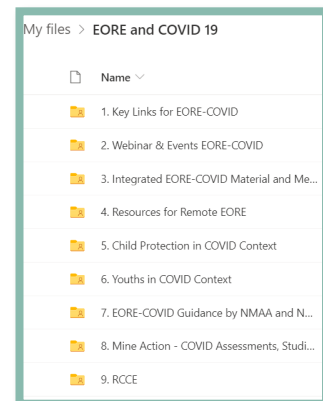 My files > EORE and COVID 19
Name
1. Key Links for EORE-COVID
2. Webinar & Events EORE-COVID
3. Integrated EORE-COVID Material and Me...
4. Resources for Remote EORE
5. Child Protection in COVID Context
6. Youths in COVID Context
7. EORE-COVID Guidance by NMAA and N...
8. Mine Action - COVID Assessments, Studi...
9. RCCE